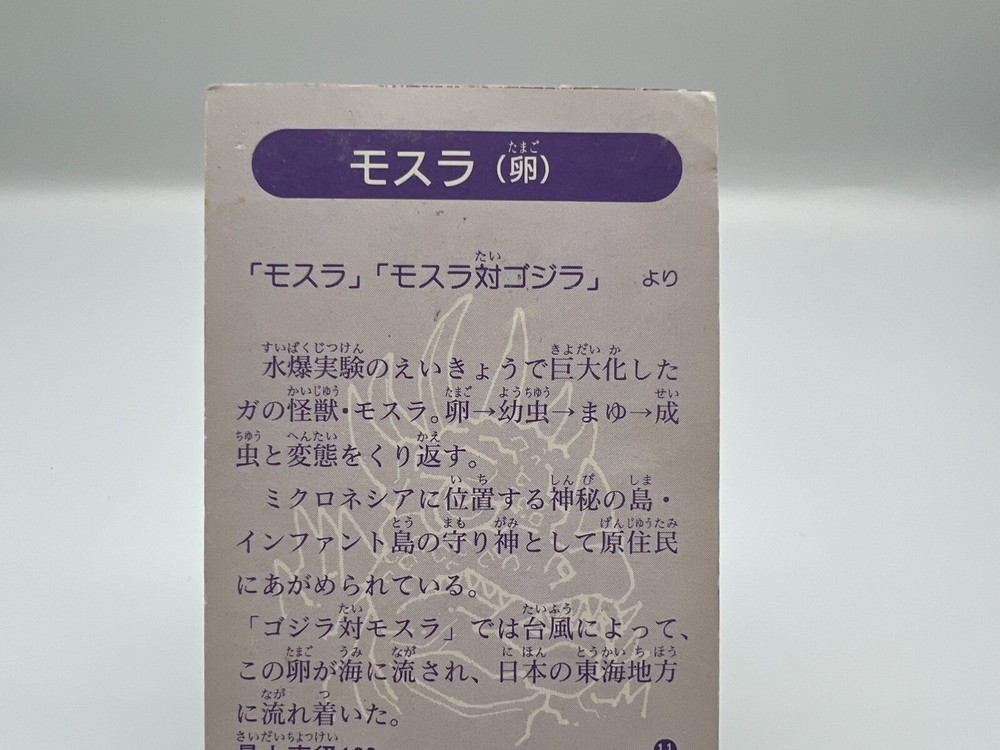 モスラ（卵）
「モスラ」「モスラ対ゴジラ」 より
水爆実験のえいきょうで巨大化した
ガの怪獣・モスラ。卵→幼虫→まゆ→成
虫と変態をくり返す。
ミクロネシアに位置する神秘の島・
インファント島の守り神として原住民
にあがめられている。
「ゴジラ対モスラ」では台風によって、
この卵が海に流され、日本の東海地方
に流れ着いた。